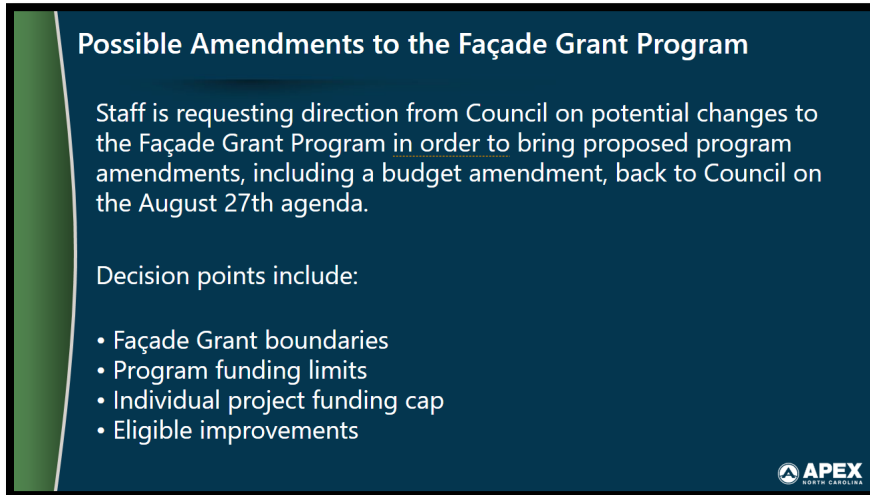 Possible Amendments to the Façade Grant Program
Staff is requesting direction from Council on potential changes to
the Façade Grant Program in order to bring proposed program
amendments, including a budget amendment, back to Council on
the August 27th agenda.
Decision points include:
• Façade Grant boundaries
• Program funding limits
• Individual project funding cap
• Eligible improvements
APEX
NORTH CAROLINA